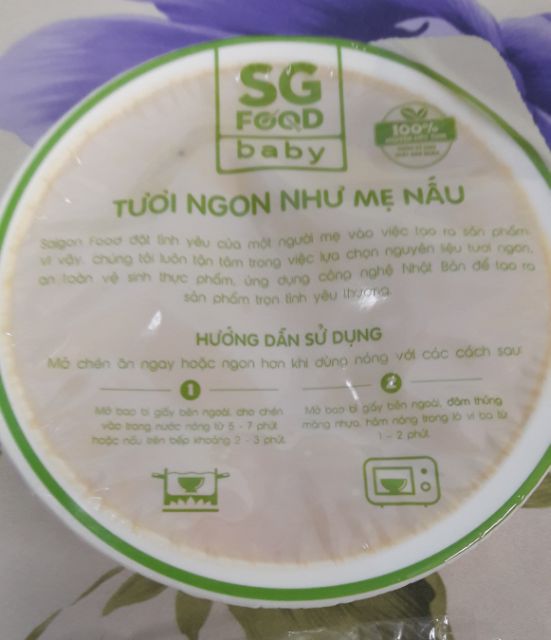 SG
FOOD
baby
100%
TƯƠI NGON NHƯ MẸ NẤU
Saigon Food đặt tình yêu của một người mẹ vào việc tạo ra sản phẩm.
Vì vậy, chúng tôi luôn tận tâm trong việc lựa chọn nguyên liệu tươi ngon,
an toàn vệ sinh thực phẩm, ứng dụng công nghệ Nhật Bản để tạo ra
sản phẩm trọn tình yêu thương.
HƯỚNG DẪN SỬ DỤNG
Mở chén ăn ngay hoặc ngon hơn khi dùng nóng với các cách sau:
1
Mở bao bì giấy bên ngoài, cho chén
vào trong nước nóng từ 5 - 7 phút
hoặc nấu trên bếp khoảng 2 - 3 phút.
2
Mở bao bì giấy bên ngoài, đâm thủng
màng nhựa, hâm nóng trong lò vi ba từ
1 - 2 phút.